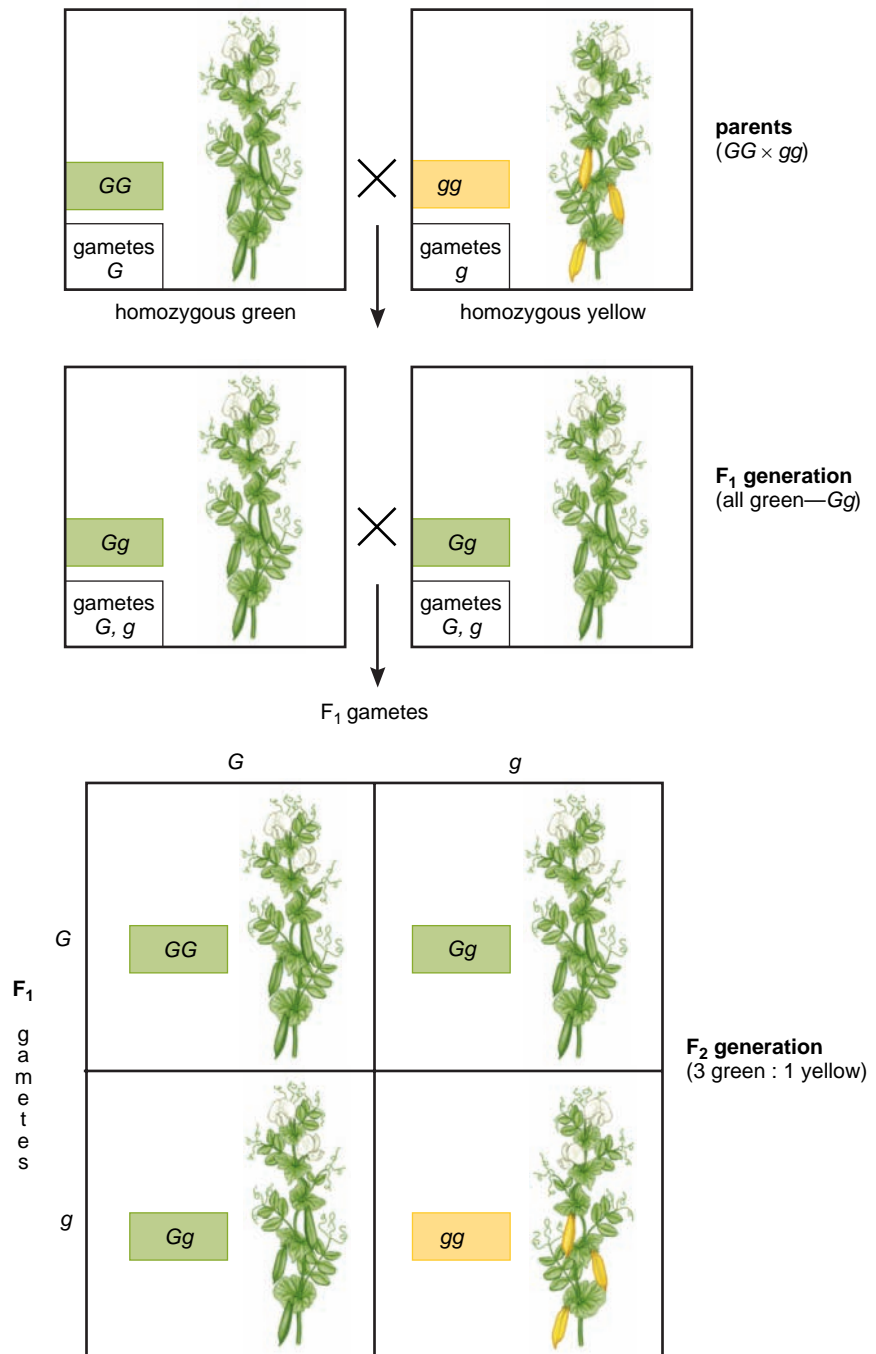 parents
(GG × gg)
GG
gg
gametes
G
gametes
g
homozygous green
homozygous yellow
F₁ generation
(all green—Gg)
Gg
Gg
gametes
G, g
gametes
G, g
F₁ gametes
G
g
G
GG
Gg
F₁
gametes
F₂ generation
(3 green : 1 yellow)
g
Gg
gg